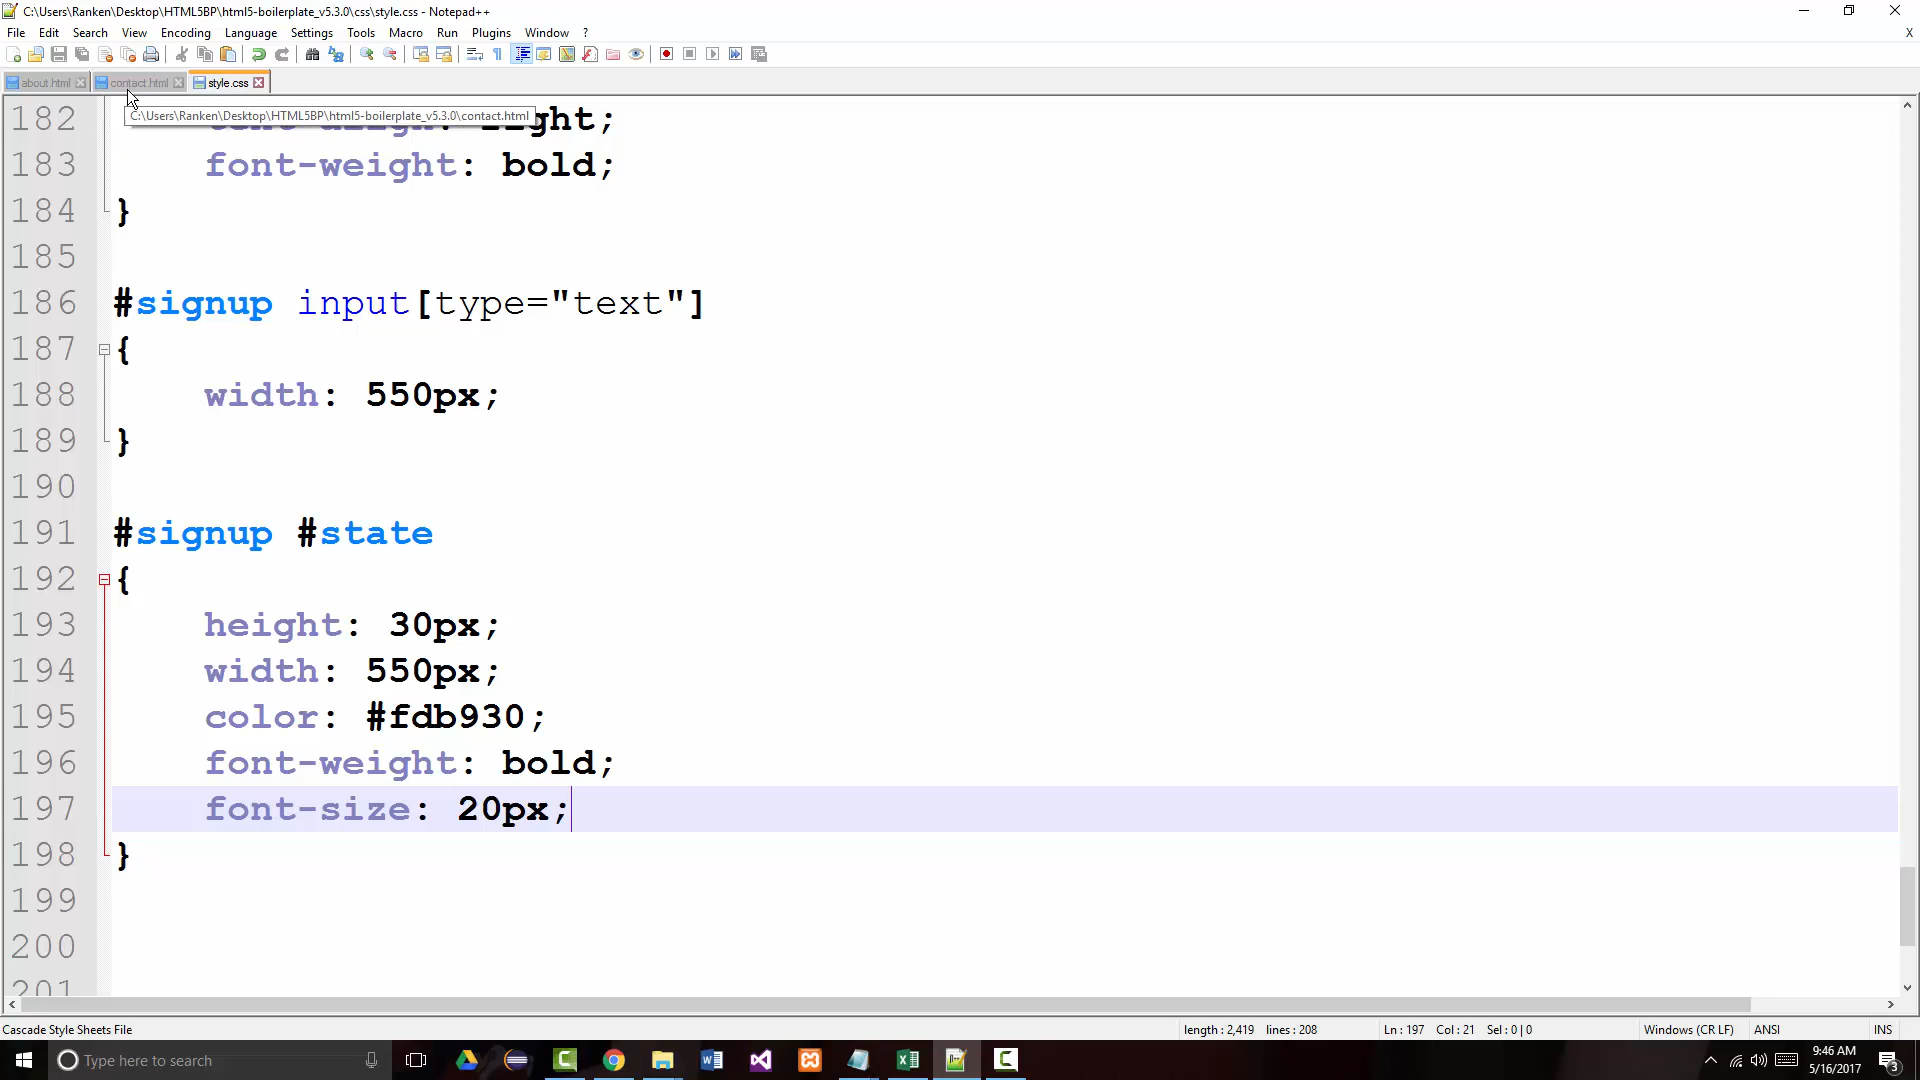 C:\Users\Ranken\Desktop\HTML5BP\html5-boilerplate_v5.3.0\css\style.css - Notepad++
File Edit Search View Encoding Language Settings Tools Macro Run Plugins Window ? X
about.html contact.html style.css
C:\Users\Ranken\Desktop\HTML5BP\html5-boilerplate_v5.3.0\contact.html
182 text-align: right;
183 font-weight: bold;
184 }
185
186 #signup input[type="text"]
187 {
188 width: 550px;
189 }
190
191 #signup #state
192 {
193 height: 30px;
194 width: 550px;
195 color: #fdb930;
196 font-weight: bold;
197 font-size: 20px;
198 }
199
200
201
Cascade Style Sheets File length : 2,419 lines : 208 Ln : 197 Col : 21 Sel : 0 | 0 Windows (CR LF) ANSI INS
Type here to search
9:46 AM
5/16/2017
3